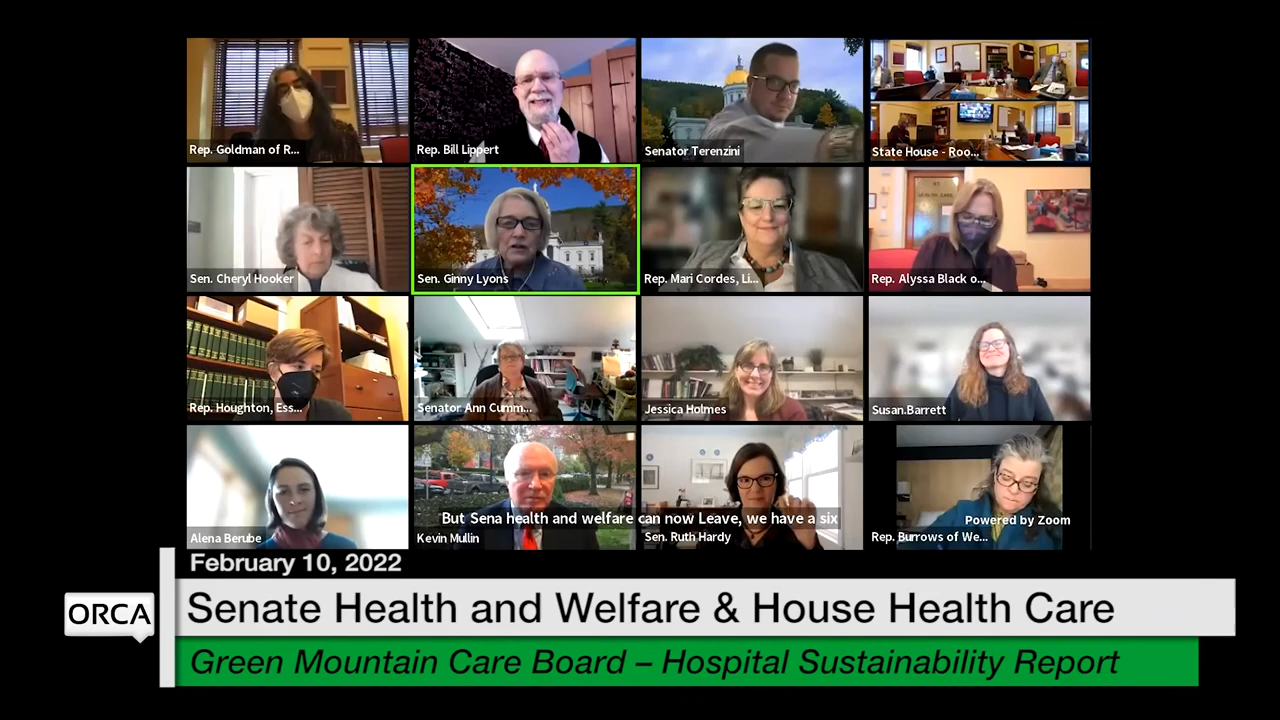 Rep. Goldman of R...
Rep. Bill Lippert
Senator Terenzini
State House - Roo...
Sen. Cheryl Hooker
Sen. Ginny Lyons
Rep. Mari Cordes, Li...
Rep. Alyssa Black o...
Rep. Houghton, Ess...
Senator Ann Cumm...
Jessica Holmes
Susan.Barrett
Alena Berube
Kevin Mullin
But Sena health and welfare can now Leave, we have a six
Sen. Ruth Hardy
Powered by Zoom
Rep. Burrows of We...
February 10, 2022
ORCA
Senate Health and Welfare & House Health Care
Green Mountain Care Board – Hospital Sustainability Report